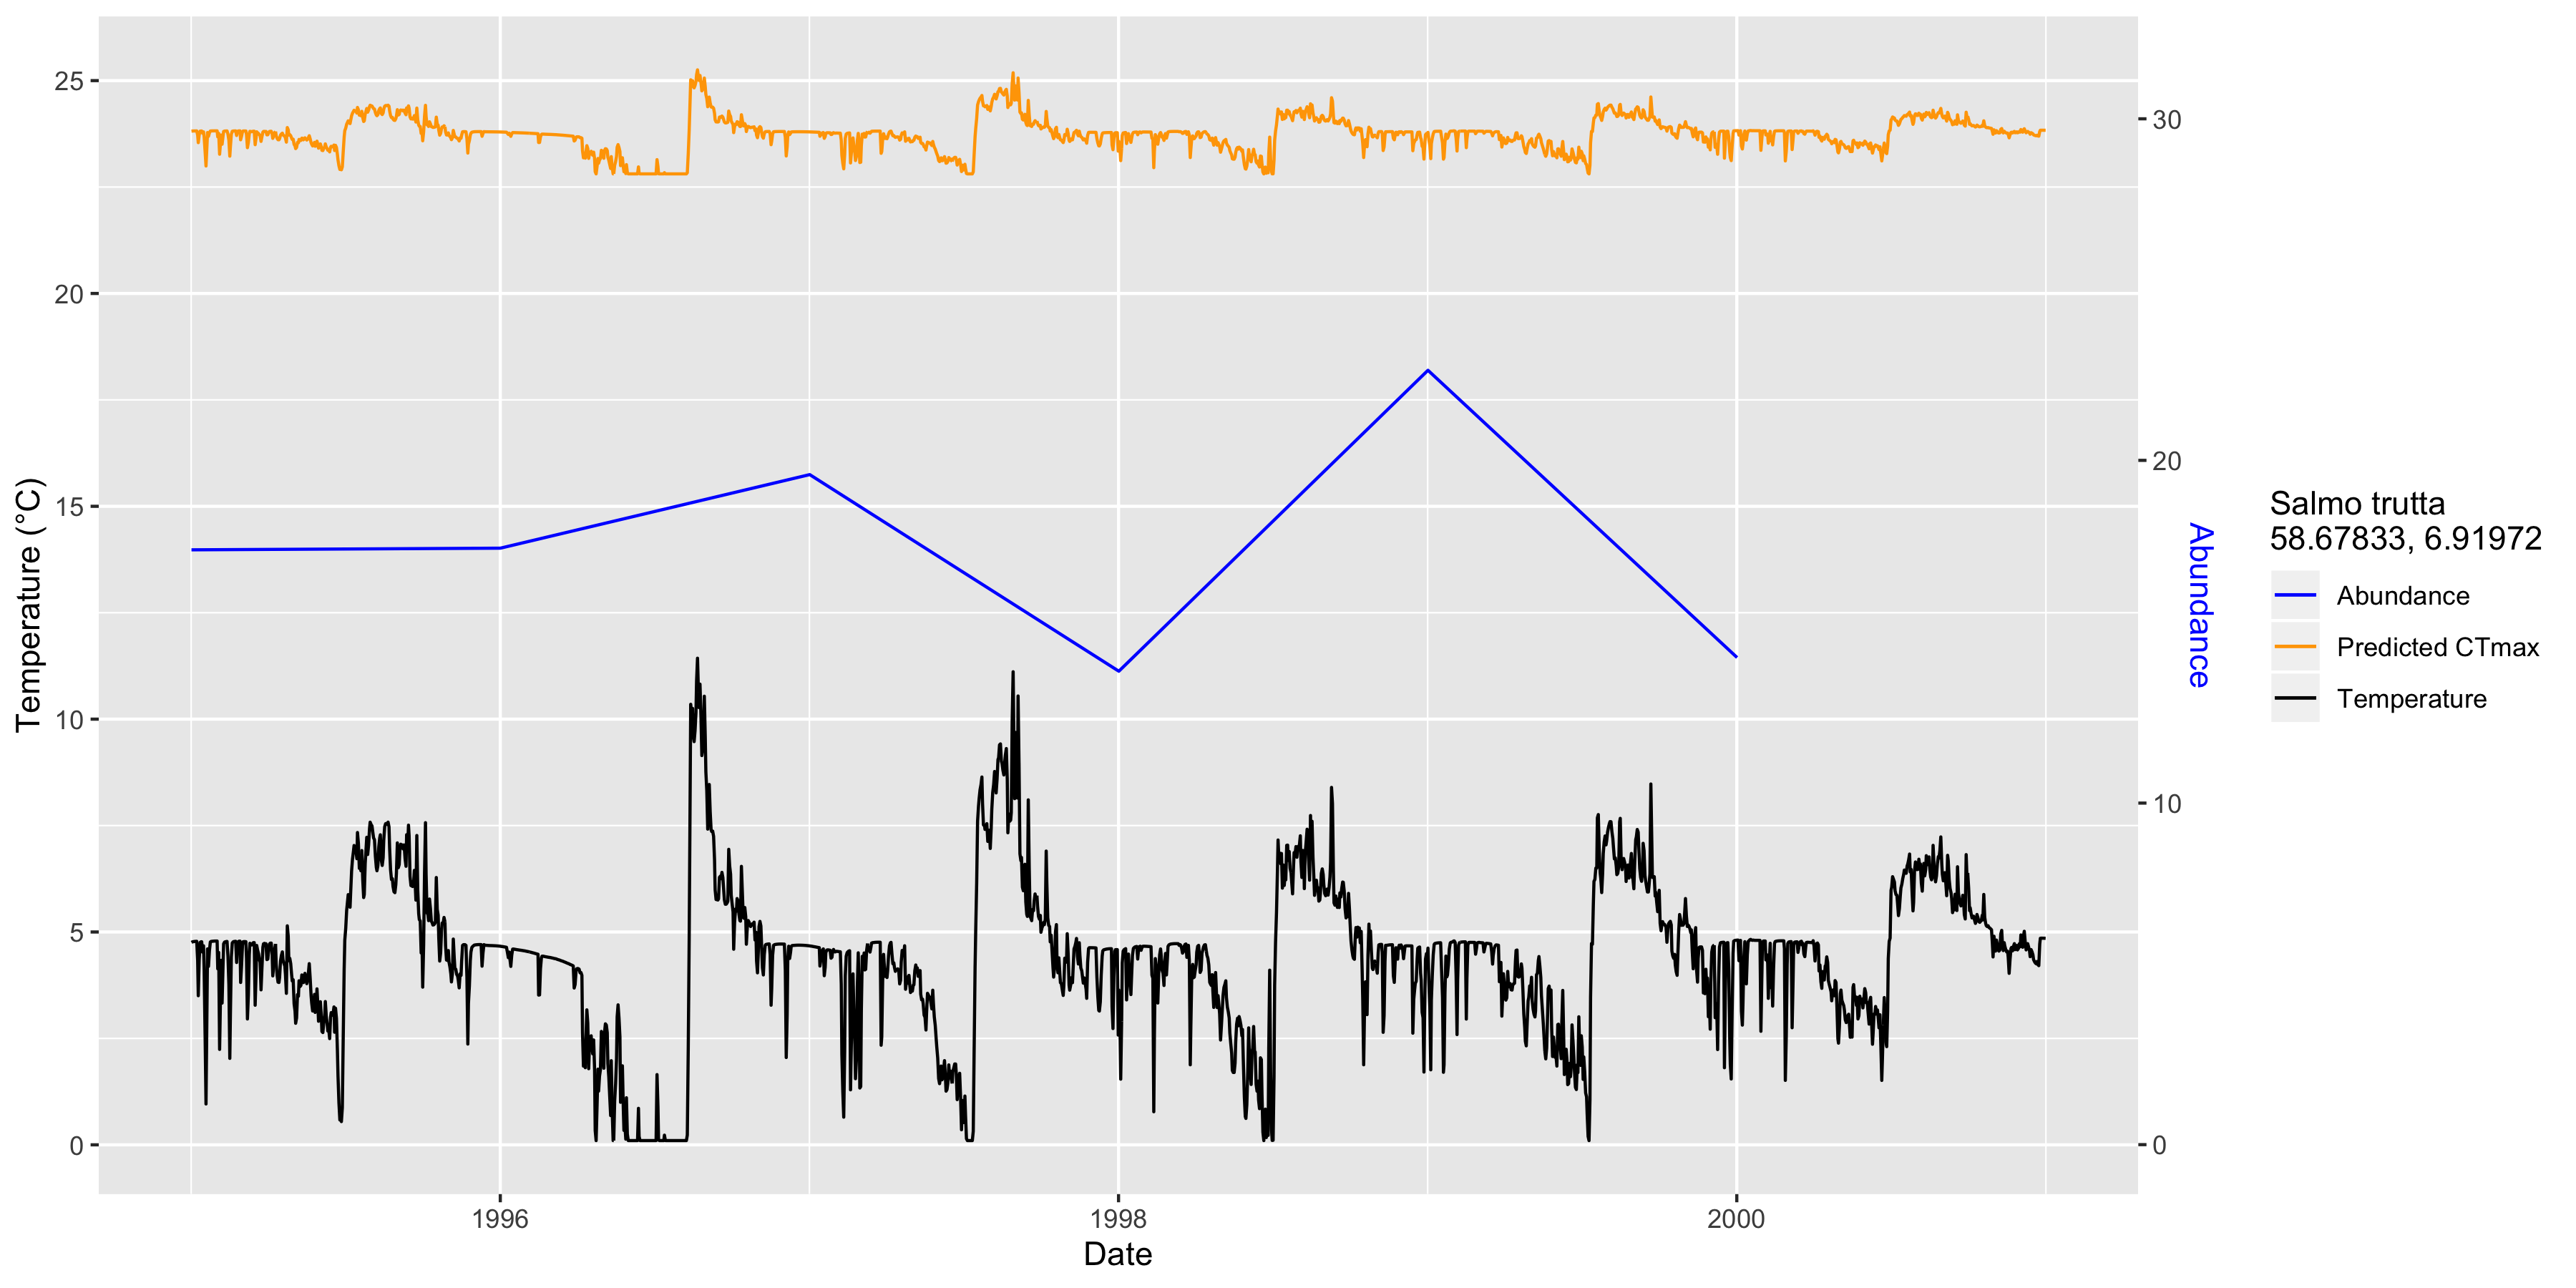 25
20
15
10
5
0
Temperature (°C)
1996
1998
2000
Date
30
20
10
0
Abundance
Salmo trutta
58.67833, 6.91972
Abundance
Predicted CTmax
Temperature